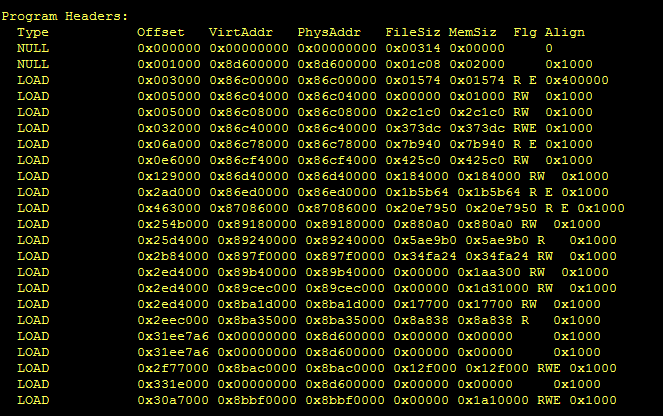 Program Headers:
Type Offset VirtAddr PhysAddr FileSiz MemSiz Flg Align
NULL 0x000000 0x00000000 0x00000000 0x00314 0x00000 0
NULL 0x001000 0x8d600000 0x8d600000 0x01c08 0x02000 0x1000
LOAD 0x003000 0x86c00000 0x86c00000 0x01574 0x01574 R E 0x400000
LOAD 0x005000 0x86c04000 0x86c04000 0x00000 0x01000 RW 0x1000
LOAD 0x005000 0x86c08000 0x86c08000 0x2c1c0 0x2c1c0 RW 0x1000
LOAD 0x032000 0x86c40000 0x86c40000 0x373dc 0x373dc RWE 0x1000
LOAD 0x06a000 0x86c78000 0x86c78000 0x7b940 0x7b940 R E 0x1000
LOAD 0x0e6000 0x86cf4000 0x86cf4000 0x425c0 0x425c0 RW 0x1000
LOAD 0x129000 0x86d40000 0x86d40000 0x184000 0x184000 RW 0x1000
LOAD 0x2ad000 0x86ed0000 0x86ed0000 0x1b5b64 0x1b5b64 R E 0x1000
LOAD 0x463000 0x87086000 0x87086000 0x20e7950 0x20e7950 R E 0x1000
LOAD 0x254b000 0x89180000 0x89180000 0x880a0 0x880a0 RW 0x1000
LOAD 0x25d4000 0x89240000 0x89240000 0x5ae9b0 0x5ae9b0 R 0x1000
LOAD 0x2b84000 0x897f0000 0x897f0000 0x34fa24 0x34fa24 RW 0x1000
LOAD 0x2ed4000 0x89b40000 0x89b40000 0x00000 0x1aa300 RW 0x1000
LOAD 0x2ed4000 0x89cec000 0x89cec000 0x00000 0x1d31000 RW 0x1000
LOAD 0x2ed4000 0x8ba1d000 0x8ba1d000 0x17700 0x17700 RW 0x1000
LOAD 0x2eec000 0x8ba35000 0x8ba35000 0x8a838 0x8a838 R 0x1000
LOAD 0x31ee7a6 0x00000000 0x8d600000 0x00000 0x00000 0x1000
LOAD 0x31ee7a6 0x00000000 0x8d600000 0x00000 0x00000 0x1000
LOAD 0x2f77000 0x8bac0000 0x8bac0000 0x12f000 0x12f000 RWE 0x1000
LOAD 0x331e000 0x00000000 0x8d600000 0x00000 0x00000 0x1000
LOAD 0x30a7000 0x8bbf0000 0x8bbf0000 0x00000 0x1a10000 RWE 0x1000